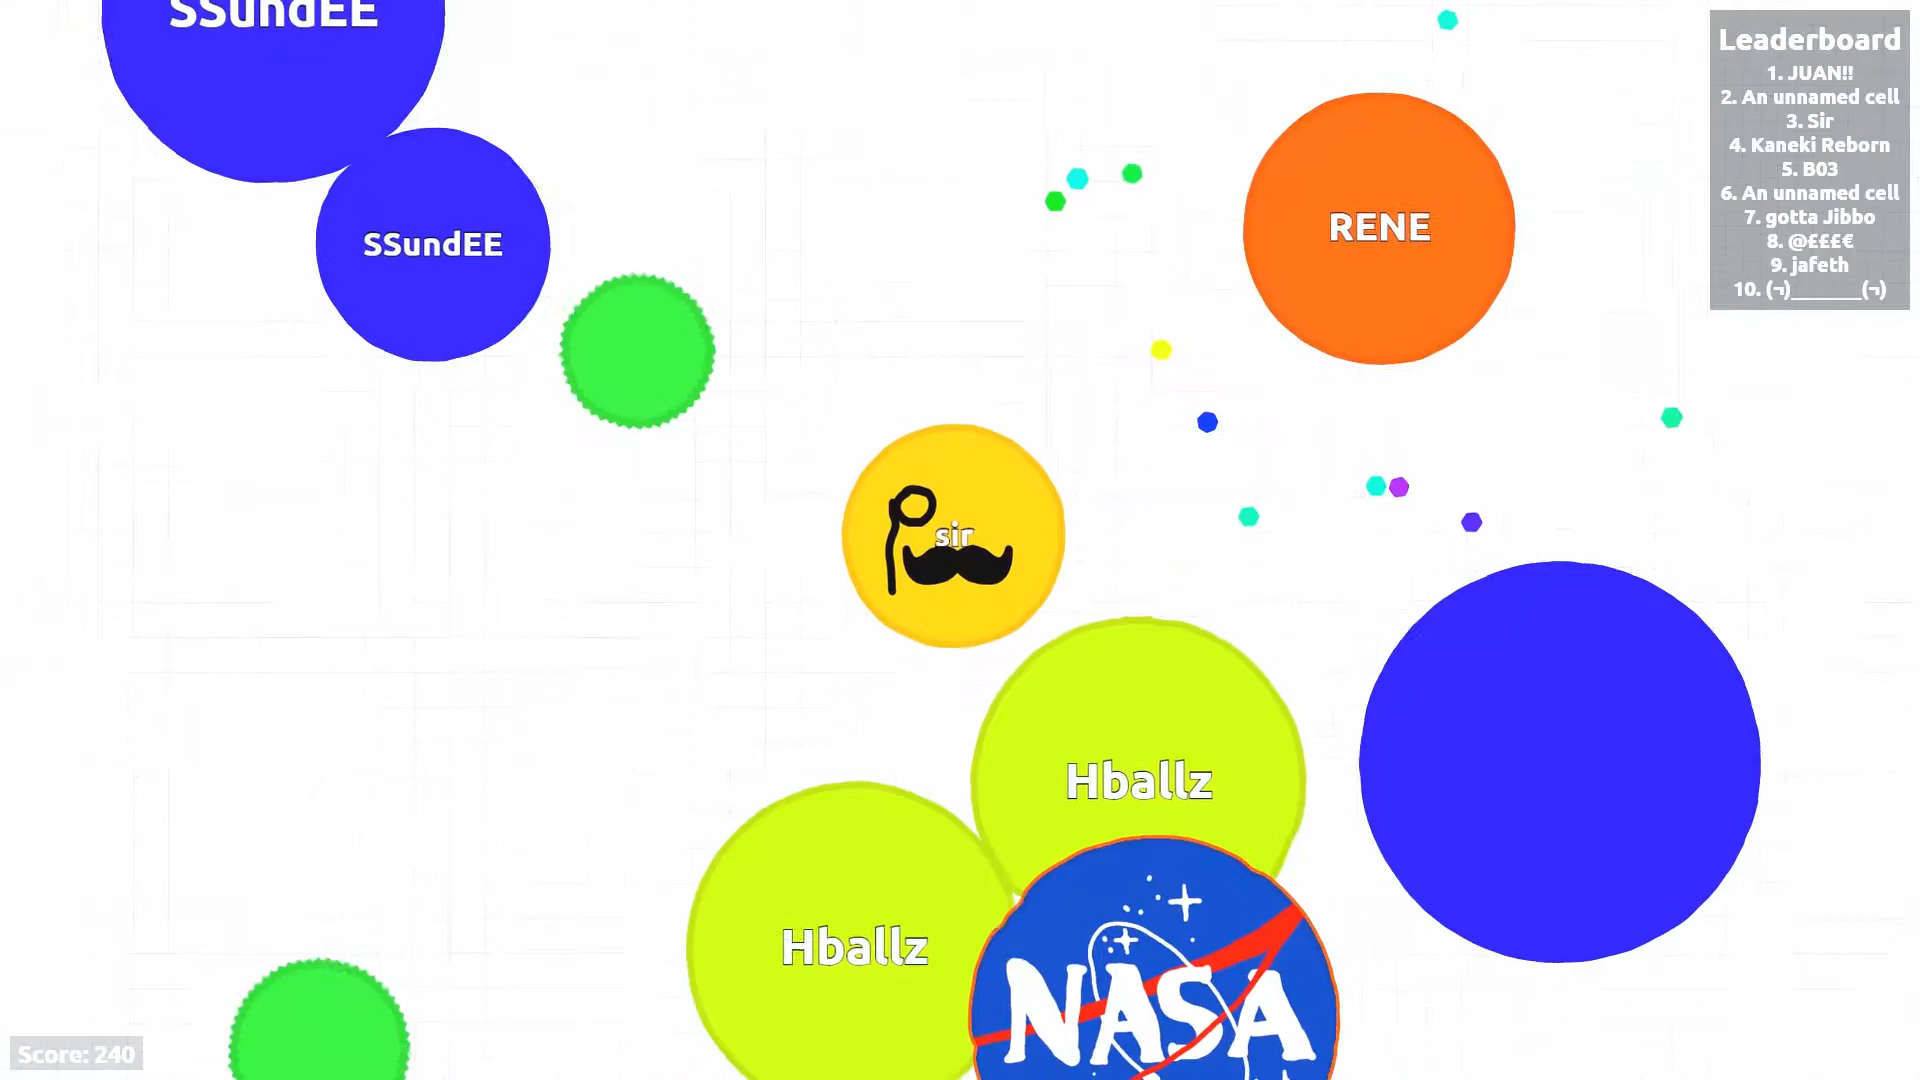 SSundEE
Leaderboard
1. JUAN!!
2. An unnamed cell
3. Sir
4. Kaneki Reborn
5. B03
6. An unnamed cell
7. gotta Jibbo
8. @£££€
9. jafeth
10. (¬)_______(¬)
RENE
SSundEE
sir
Hballz
Hballz
NASA
Score: 240